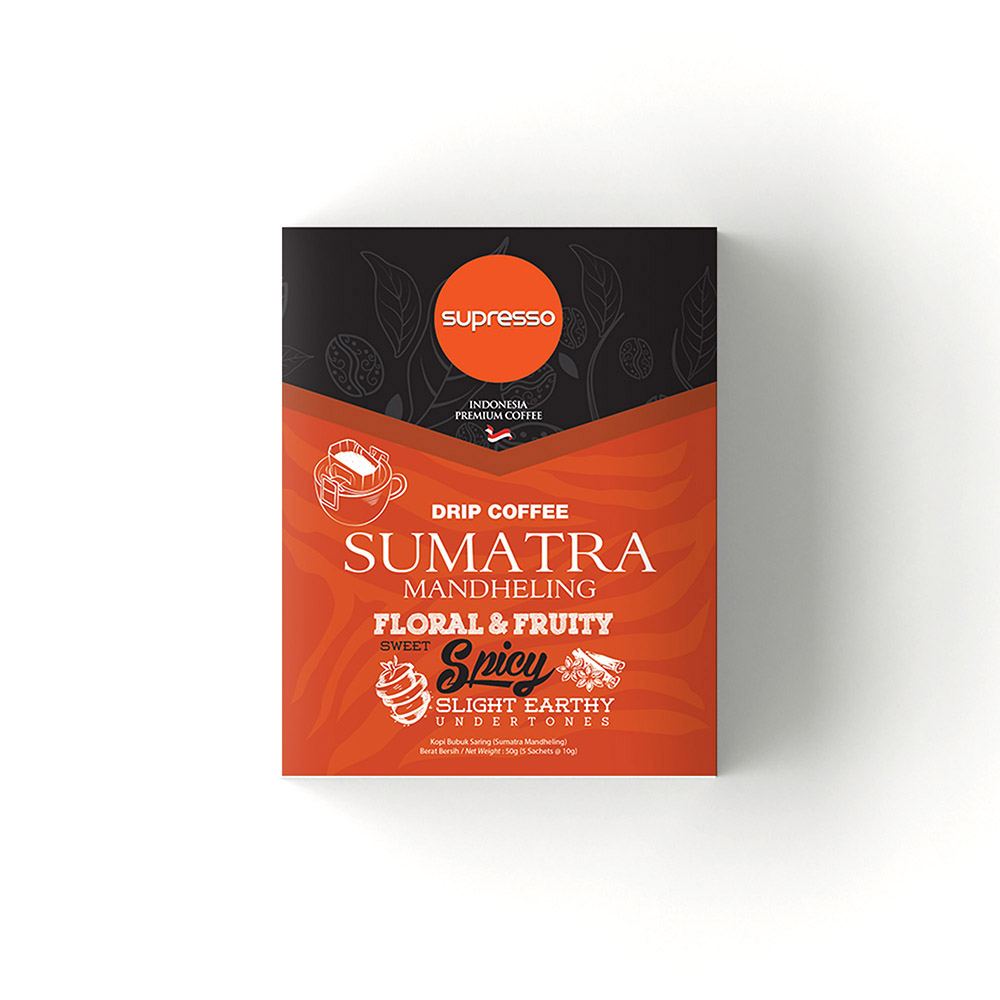 supresso
INDONESIA
PREMIUM COFFEE
DRIP COFFEE
SUMATRA
MANDHELING
FLORAL & FRUITY
SWEET
Spicy
SLIGHT EARTHY
UNDERTONES
Kopi Bubuk Saring (Sumatra Mandheling)
Berat Bersih / Net Weight : 50g (5 Sachets @ 10g)